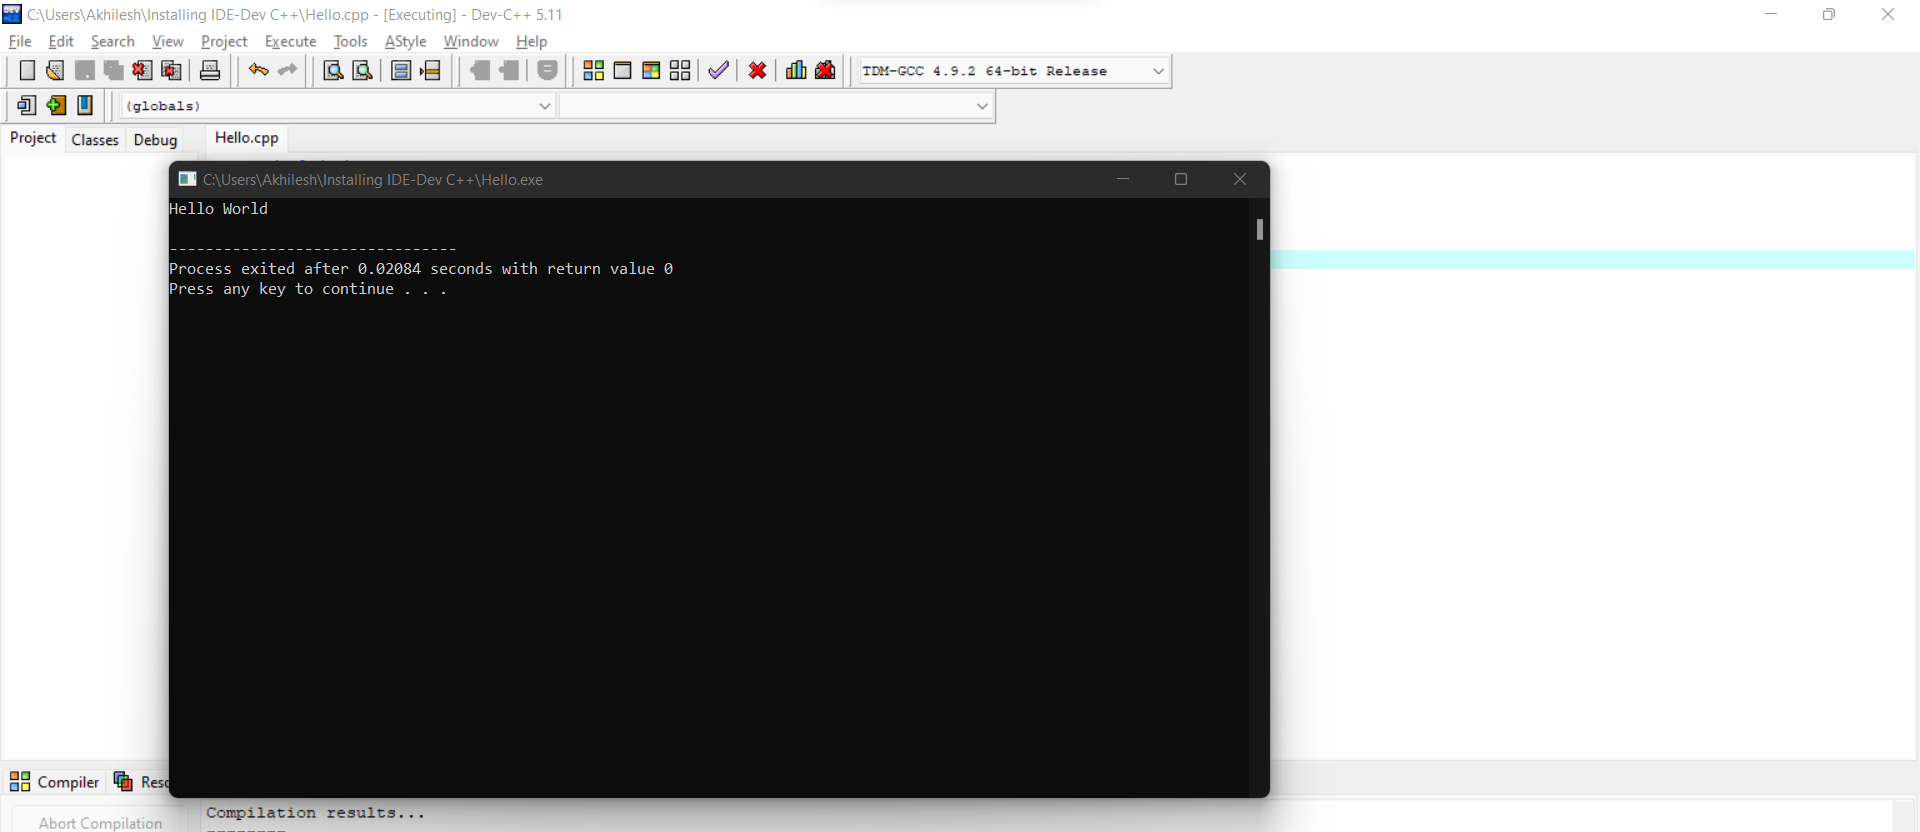 C:\Users\Akhilesh\Installing IDE-Dev C++\Hello.cpp - [Executing] - Dev-C++ 5.11
File Edit Search View Project Execute Tools AStyle Window Help
TDM-GCC 4.9.2 64-bit Release
(globals)
Project Classes Debug Hello.cpp
C:\Users\Akhilesh\Installing IDE-Dev C++\Hello.exe
Hello World
--------------------------------
Process exited after 0.02084 seconds with return value 0
Press any key to continue . . .
Compiler
Compilation results...
Abort Compilation